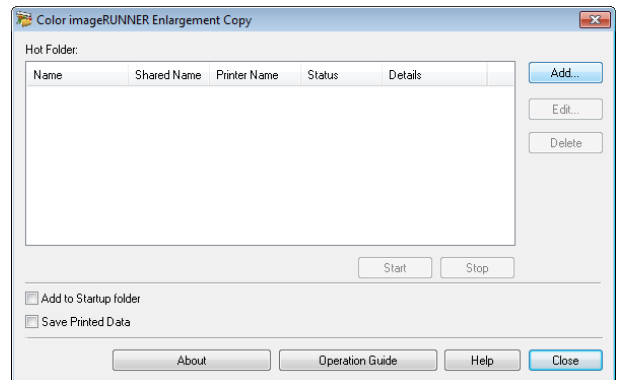 Color imageRUNNER Enlargement Copy
Hot Folder:
Name Shared Name Printer Name Status Details
Add...
Edit...
Delete
Start Stop
Add to Startup folder
Save Printed Data
About Operation Guide Help Close